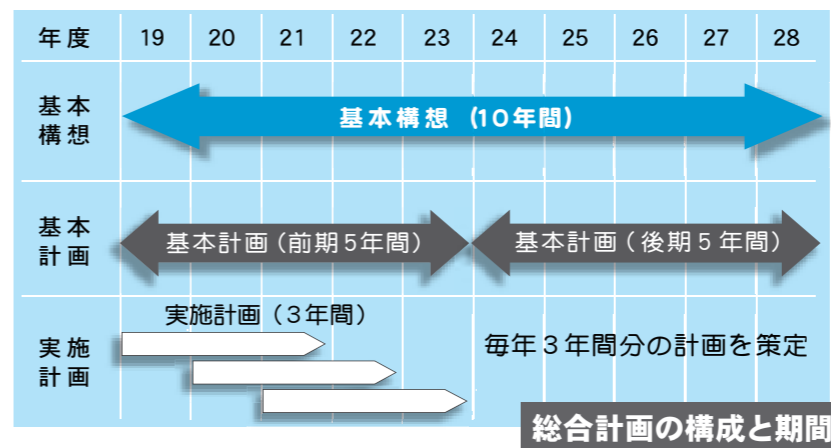 年度 19 20 21 22 23 24 25 26 27 28
基本
構想
基本構想 (10年間)
基本
計画
基本計画（前期5年間）
基本計画（後期5年間）
実施計画（3年間）
実施
計画
毎年3年間分の計画を策定
総合計画の構成と期間